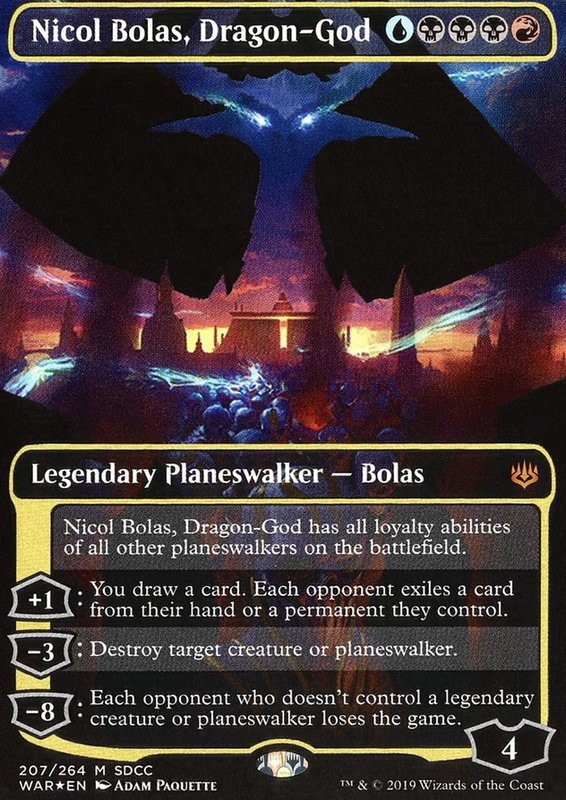 Nicol Bolas, Dragon-God
Legendary Planeswalker — Bolas
Nicol Bolas, Dragon-God has all loyalty abilities
of all other planeswalkers on the battlefield.
+1: You draw a card. Each opponent exiles a card
from their hand or a permanent they control.
−3: Destroy target creature or planeswalker.
−8: Each opponent who doesn't control a legendary
creature or planeswalker loses the game.
4
207/264 M SDCC
WAR★EN Adam Paquette
™ & © 2019 Wizards of the Coast